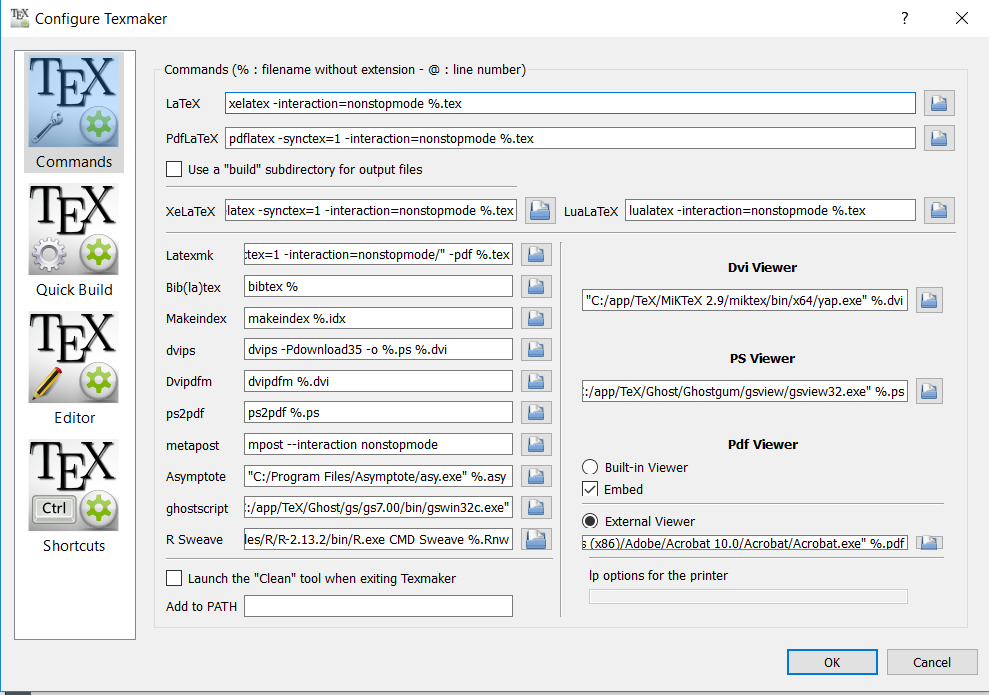 TEX Configure Texmaker ? ×
Commands (% : filename without extension - @ : line number)
TEX
Commands
LaTeX xelatex -interaction=nonstopmode %.tex
PdfLaTeX pdflatex -synctex=1 -interaction=nonstopmode %.tex
Use a "build" subdirectory for output files
XeLaTeX latex -synctex=1 -interaction=nonstopmode %.tex LuaLaTeX lualatex -interaction=nonstopmode %.tex
TEX
Quick Build
Latexmk tex=1 -interaction=nonstopmode/" -pdf %.tex
Bib(la)tex bibtex %
Makeindex makeindex %.idx
dvips dvips -Pdownload35 -o %.ps %.dvi
Dvipdfm dvipdfm %.dvi
ps2pdf ps2pdf %.ps
metapost mpost --interaction nonstopmode
Asymptote "C:/Program Files/Asymptote/asy.exe" %.asy
ghostscript :/app/TeX/Ghost/gs/gs7.00/bin/gswin32c.exe"
R Sweave les/R/R-2.13.2/bin/R.exe CMD Sweave %.Rnw
Launch the "Clean" tool when exiting Texmaker
Add to PATH
Dvi Viewer
"C:/app/TeX/MiKTeX 2.9/miktex/bin/x64/yap.exe" %.dvi
PS Viewer
:/app/TeX/Ghost/Ghostgum/gsview/gsview32.exe" %.ps
Pdf Viewer
Built-in Viewer
Embed
External Viewer
s (x86)/Adobe/Acrobat 10.0/Acrobat/Acrobat.exe" %.pdf
lp options for the printer
TEX
Editor
TEX
Ctrl
Shortcuts
OK Cancel